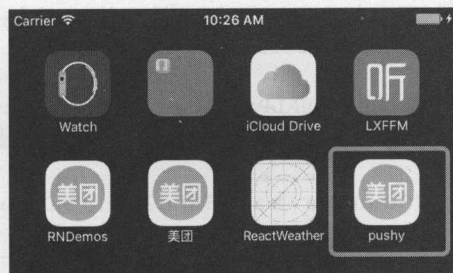 Carrier 10:26 AM
听
Watch iCloud Drive LXFFM
美团 美团 美团
RNDemos 美团 ReactWeather pushy